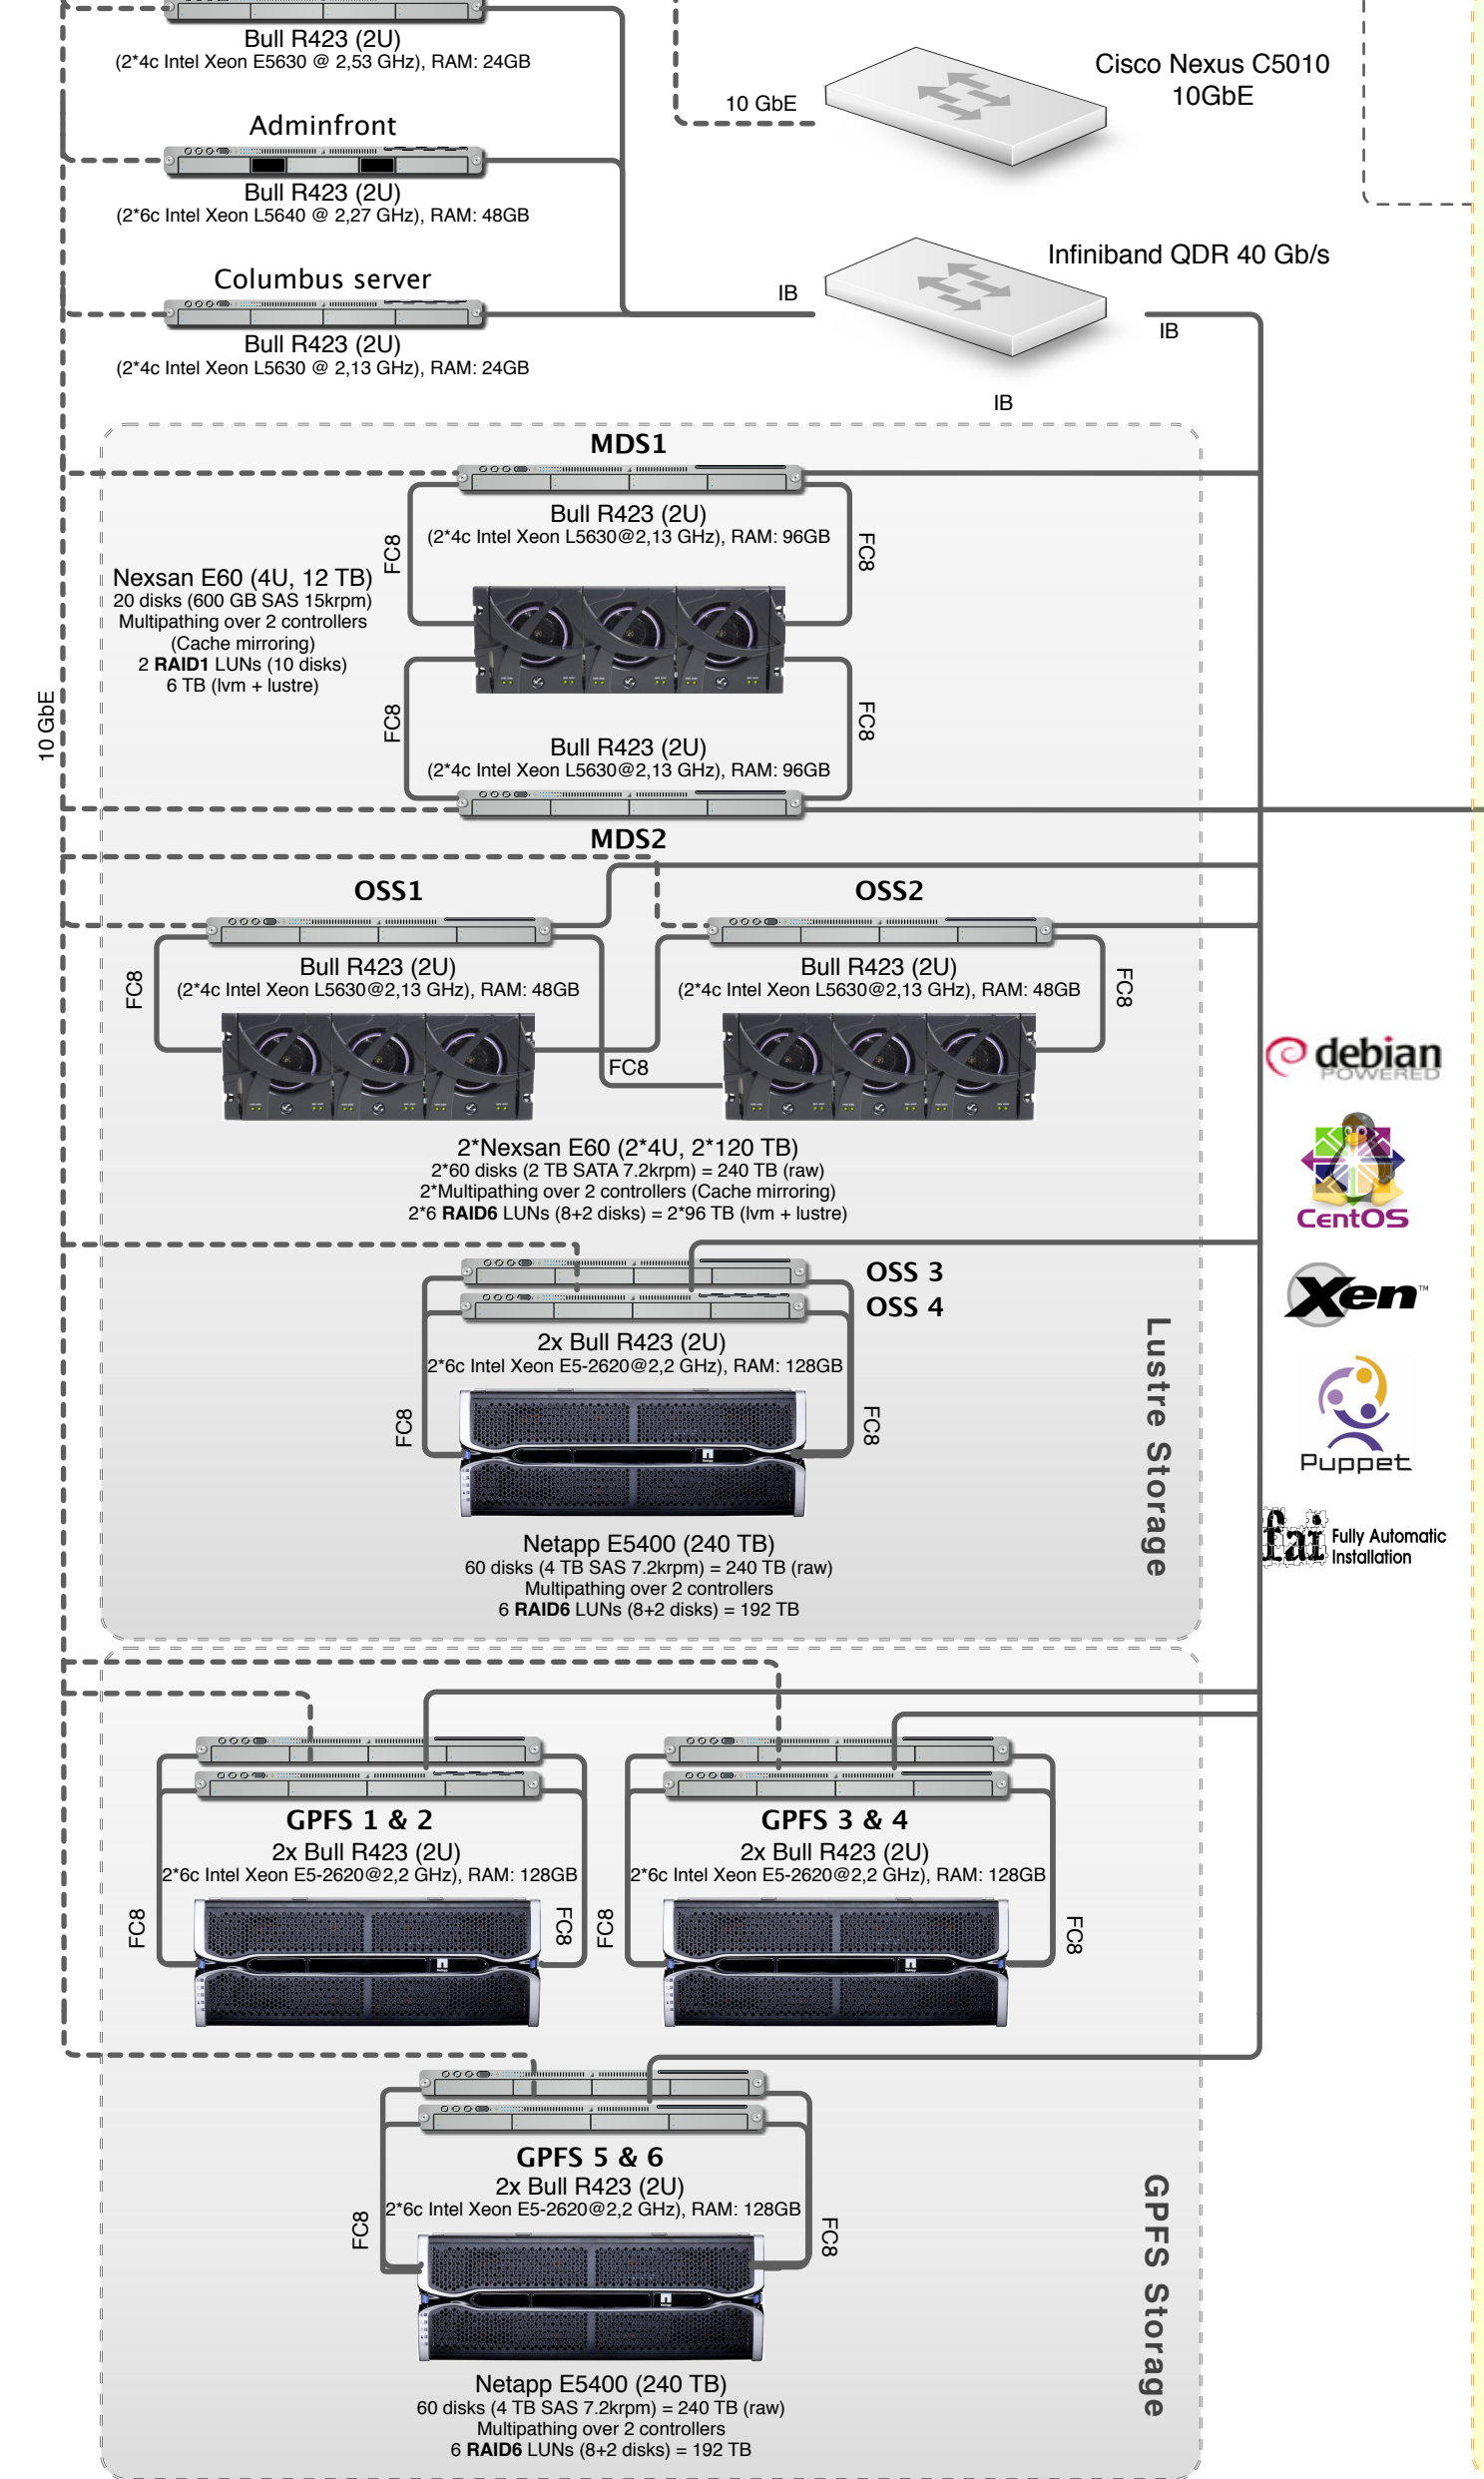 Bull R423 (2U)
(2*4c Intel Xeon E5630 @ 2,53 GHz), RAM: 24GB
Cisco Nexus C5010
10GbE
10 GbE
Adminfront
Bull R423 (2U)
(2*6c Intel Xeon L5640 @ 2,27 GHz), RAM: 48GB
Infiniband QDR 40 Gb/s
Columbus server
IB
IB
Bull R423 (2U)
(2*4c Intel Xeon L5630 @ 2,13 GHz), RAM: 24GB
IB
MDS1
Bull R423 (2U)
(2*4c Intel Xeon L5630@2,13 GHz), RAM: 96GB
FC8
FC8
Nexsan E60 (4U, 12 TB)
20 disks (600 GB SAS 15krpm)
Multipathing over 2 controllers
(Cache mirroring)
2 RAID1 LUNs (10 disks)
6 TB (lvm + lustre)
10 GbE
FC8
FC8
Bull R423 (2U)
(2*4c Intel Xeon L5630@2,13 GHz), RAM: 96GB
MDS2
OSS1
OSS2
Bull R423 (2U)
(2*4c Intel Xeon L5630@2,13 GHz), RAM: 48GB
Bull R423 (2U)
(2*4c Intel Xeon L5630@2,13 GHz), RAM: 48GB
FC8
FC8
FC8
2*Nexsan E60 (2*4U, 2*120 TB)
2*60 disks (2 TB SATA 7.2krpm) = 240 TB (raw)
2*Multipathing over 2 controllers (Cache mirroring)
2*6 RAID6 LUNs (8+2 disks) = 2*96 TB (lvm + lustre)
debian
POWERED
CentOS
Xen™
Puppet
fai Fully Automatic
Installation
OSS 3
OSS 4
2x Bull R423 (2U)
2*6c Intel Xeon E5-2620@2,2 GHz), RAM: 128GB
FC8
FC8
Netapp E5400 (240 TB)
60 disks (4 TB SAS 7.2krpm) = 240 TB (raw)
Multipathing over 2 controllers
6 RAID6 LUNs (8+2 disks) = 192 TB
Lustre Storage
GPFS 1 & 2
2x Bull R423 (2U)
2*6c Intel Xeon E5-2620@2,2 GHz), RAM: 128GB
FC8
FC8
GPFS 3 & 4
2x Bull R423 (2U)
2*6c Intel Xeon E5-2620@2,2 GHz), RAM: 128GB
FC8
FC8
GPFS 5 & 6
2x Bull R423 (2U)
2*6c Intel Xeon E5-2620@2,2 GHz), RAM: 128GB
FC8
FC8
Netapp E5400 (240 TB)
60 disks (4 TB SAS 7.2krpm) = 240 TB (raw)
Multipathing over 2 controllers
6 RAID6 LUNs (8+2 disks) = 192 TB
GPFS Storage